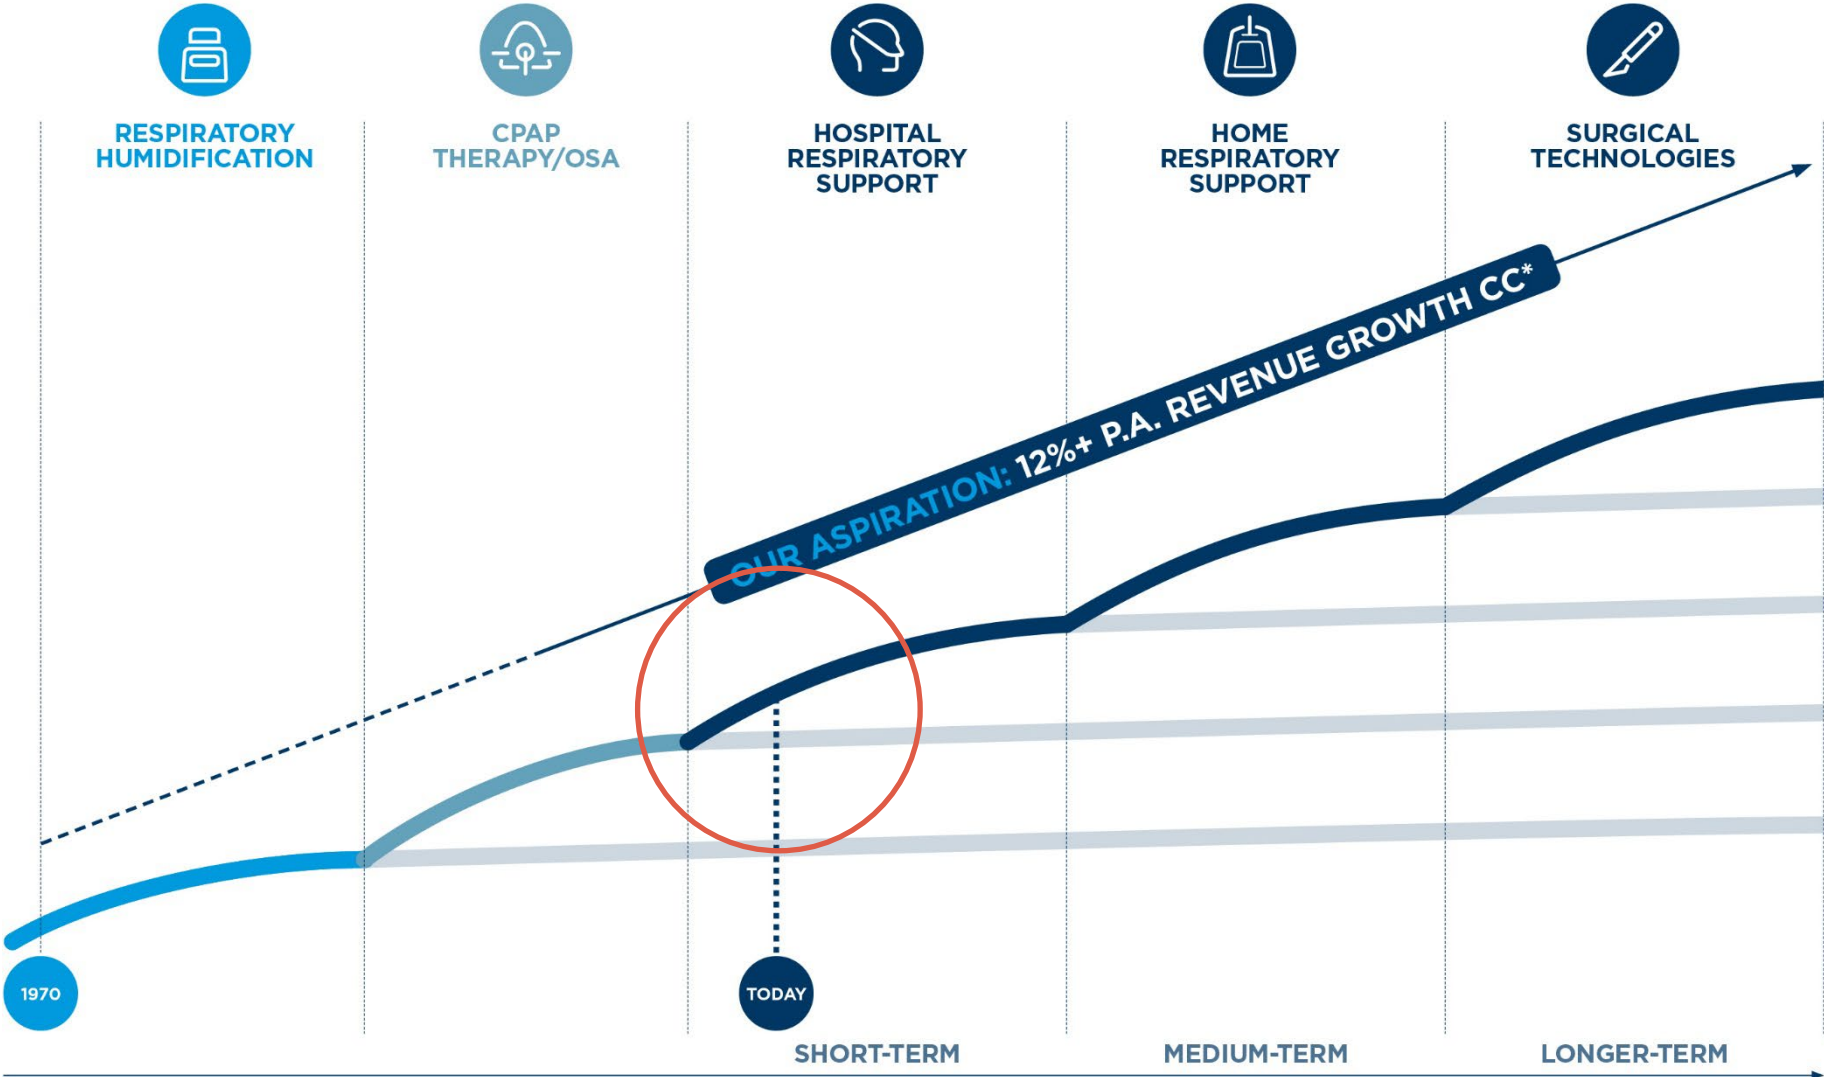 RESPIRATORY
HUMIDIFICATION
CPAP
THERAPY/OSA
HOSPITAL
RESPIRATORY
SUPPORT
HOME
RESPIRATORY
SUPPORT
SURGICAL
TECHNOLOGIES
OUR ASPIRATION: 12%+ P.A. REVENUE GROWTH CC*
1970
TODAY
SHORT-TERM
MEDIUM-TERM
LONGER-TERM